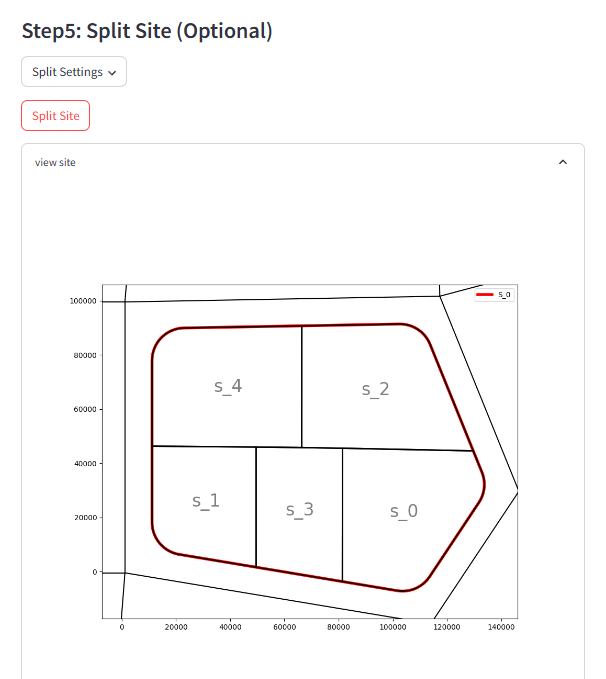 Step5: Split Site (Optional)
Split Settings
Split Site
view site
s_0
100000
80000
60000
40000
20000
0
s_4
s_2
s_1
s_3
s_0
0 20000 40000 60000 80000 100000 120000 140000